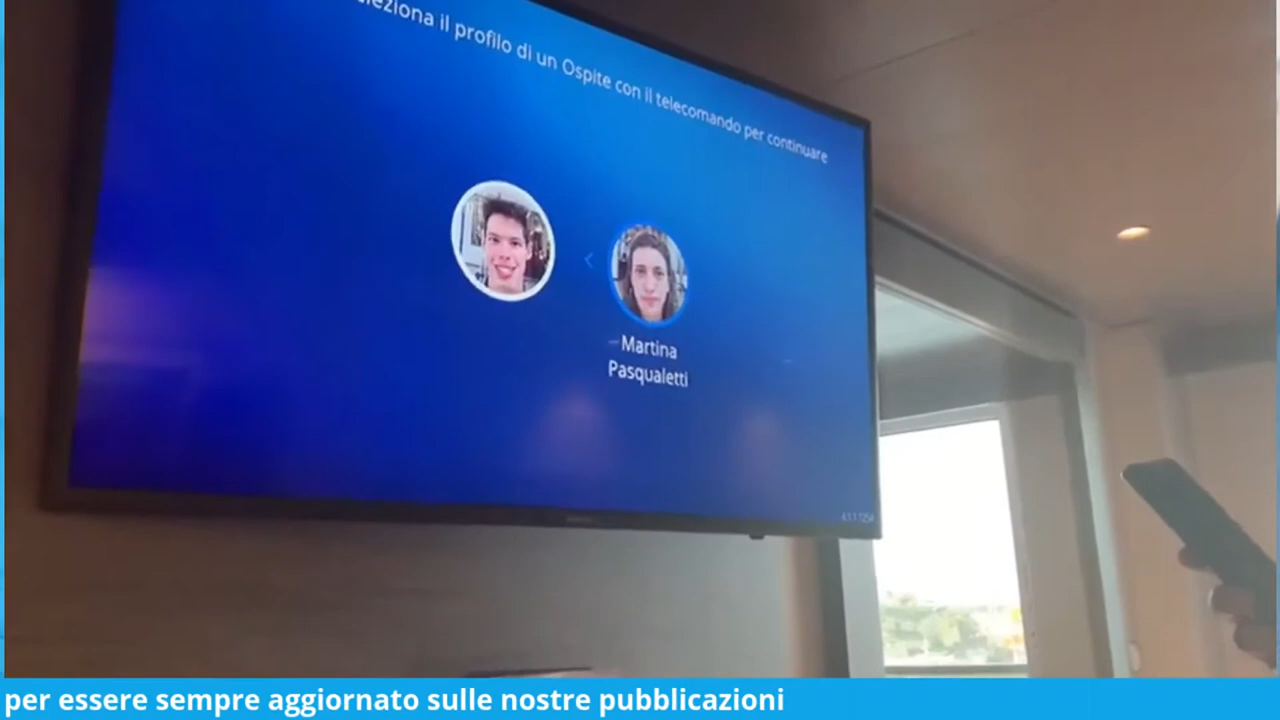 eziona il profilo di un Ospite con il telecomando per continuare
Martina
Pasqualetti
per essere sempre aggiornato sulle nostre pubblicazioni